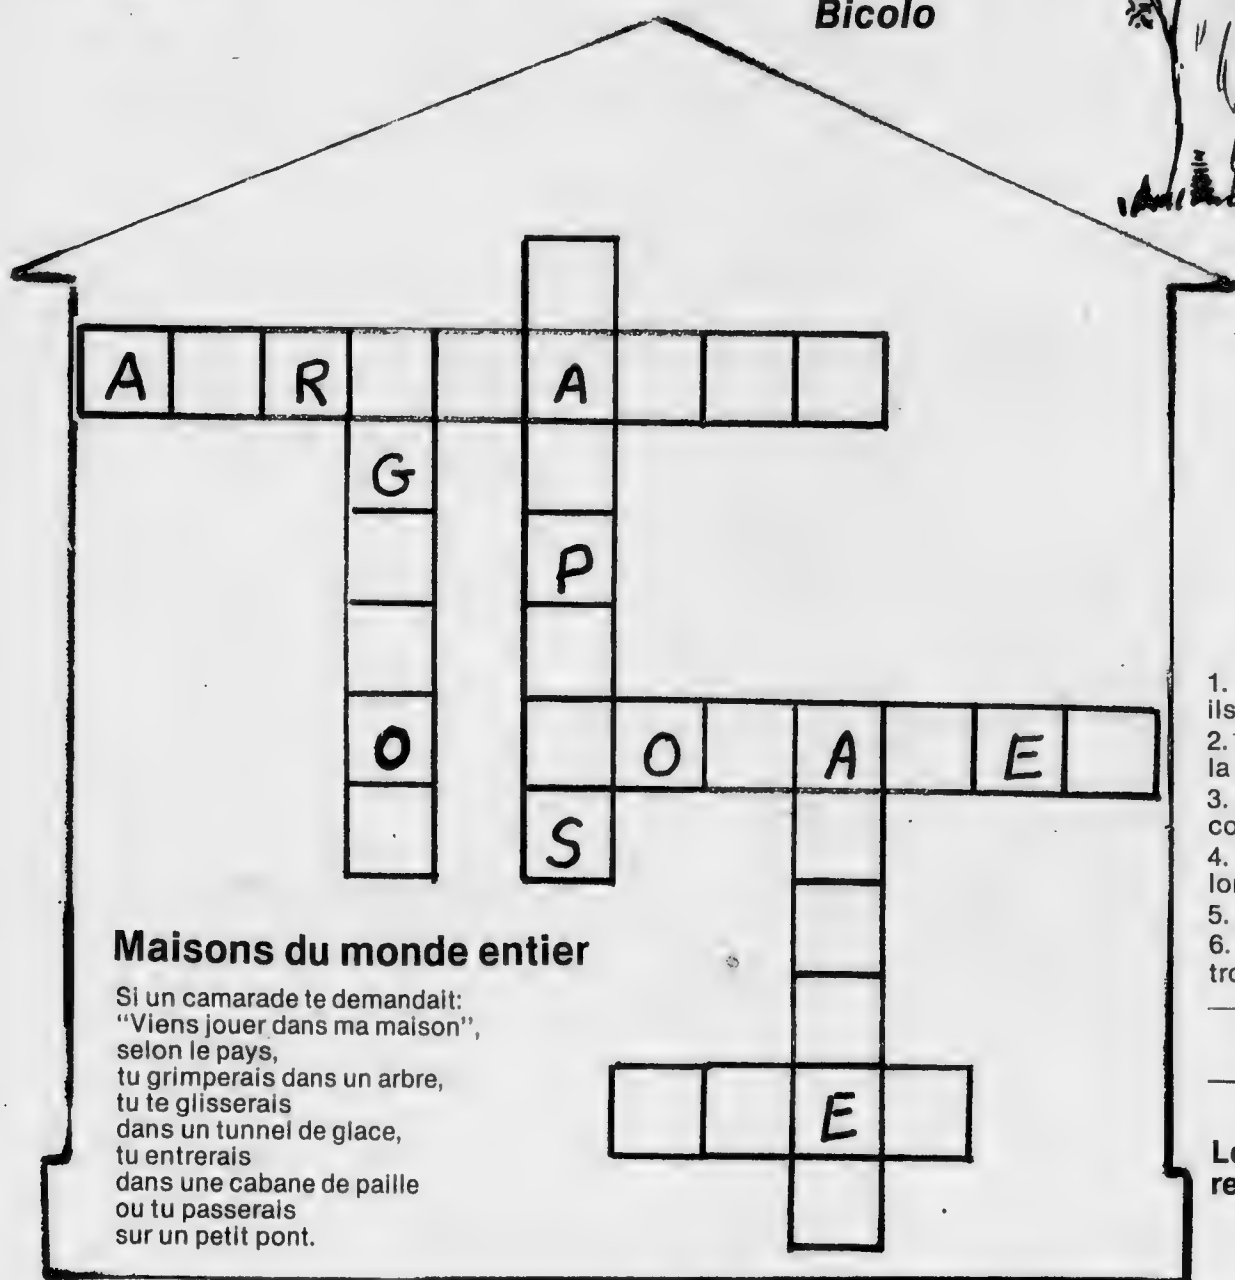 Bicolo
A R A
G
P
O O A E
S
Maisons du monde entier
Si un camarade te demandait:
"Viens jouer dans ma maison",
selon le pays,
tu grimperais dans un arbre,
tu te glisserais
dans un tunnel de glace,
tu entrerais
dans une cabane de paille
ou tu passerais
sur un petit pont.
E
1.
ils
2.
la
3.
co
4.
lor
5.
6.
tro
Le
re